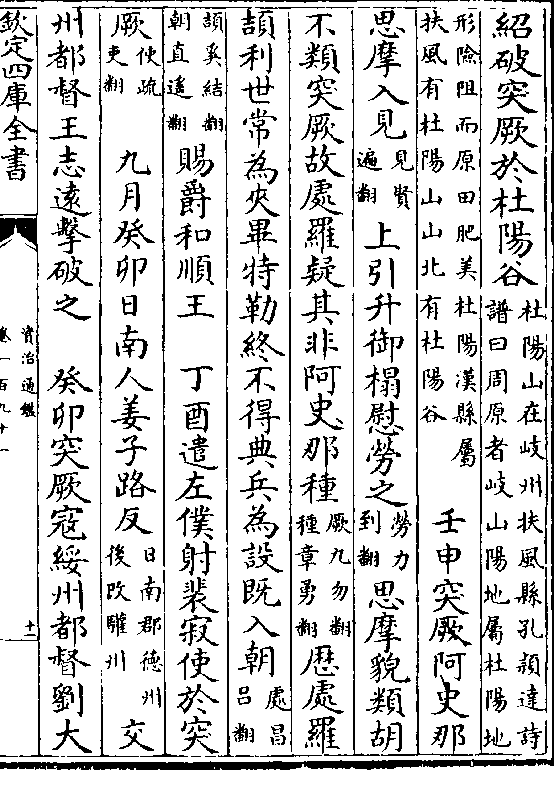 紹破突厥於杜陽谷 杜陽山在岐州扶風縣孔穎達詩
譜曰周原者岐山陽地屬杜陽地
形險阻而原田肥美杜陽漢縣屬
扶風有杜陽山山北有杜陽谷 壬申突厥阿史那
思摩入見 見賢
遍翻 上引升御榻慰勞之 勞力
到翻 思摩貌類胡
不類突厥故處羅疑其非阿史那種 厥九勿翻
種章勇翻 厯處羅
頡利世常為夾畢特勒終不得典兵為設既入朝 處昌
呂翻
頡奚結翻
朝直遥翻 賜爵和順王 丁酉遣左僕射裴寂使於突
厥 使疏
吏翻 九月癸卯日南人姜子路反 日南郡德州
後改驩州 交
州都督王志遠擊破之 癸卯突厥寇綏州都督劉大
欽定四庫全書
資治通鑑
卷一百九十一
十一